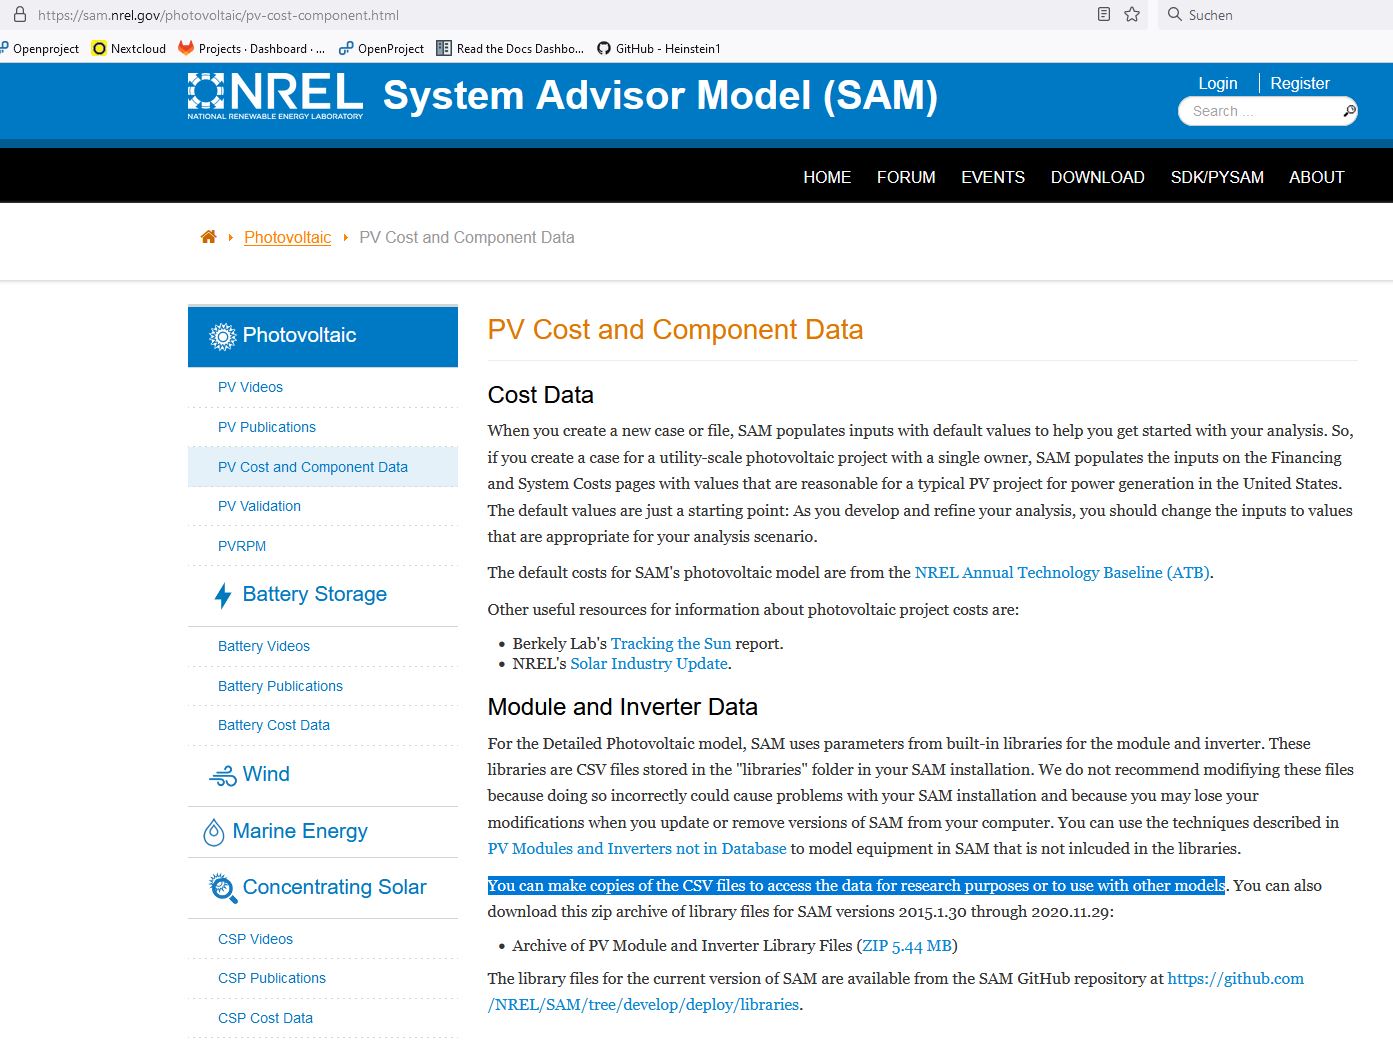 https://sam.nrel.gov/photovoltaic/pv-cost-component.html
Suchen
Openproject
Nextcloud
Projects · Dashboard · ...
OpenProject
Read the Docs Dashbo...
GitHub - Heinstein1
NREL
NATIONAL RENEWABLE ENERGY LABORATORY
System Advisor Model (SAM)
Login
Register
Search ...
HOME
FORUM
EVENTS
DOWNLOAD
SDK/PYSAM
ABOUT
Photovoltaic
PV Cost and Component Data
Photovoltaic
PV Videos
PV Publications
PV Cost and Component Data
PV Validation
PVRPM
Battery Storage
Battery Videos
Battery Publications
Battery Cost Data
Wind
Marine Energy
Concentrating Solar
CSP Videos
CSP Publications
CSP Cost Data
PV Cost and Component Data
Cost Data
When you create a new case or file, SAM populates inputs with default values to help you get started with your analysis. So,
if you create a case for a utility-scale photovoltaic project with a single owner, SAM populates the inputs on the Financing
and System Costs pages with values that are reasonable for a typical PV project for power generation in the United States.
The default values are just a starting point: As you develop and refine your analysis, you should change the inputs to values
that are appropriate for your analysis scenario.
The default costs for SAM's photovoltaic model are from the NREL Annual Technology Baseline (ATB).
Other useful resources for information about photovoltaic project costs are:
• Berkely Lab's Tracking the Sun report.
• NREL's Solar Industry Update.
Module and Inverter Data
For the Detailed Photovoltaic model, SAM uses parameters from built-in libraries for the module and inverter. These
libraries are CSV files stored in the "libraries" folder in your SAM installation. We do not recommend modifiying these files
because doing so incorrectly could cause problems with your SAM installation and because you may lose your
modifications when you update or remove versions of SAM from your computer. You can use the techniques described in
PV Modules and Inverters not in Database to model equipment in SAM that is not inlcuded in the libraries.
You can make copies of the CSV files to access the data for research purposes or to use with other models. You can also
download this zip archive of library files for SAM versions 2015.1.30 through 2020.11.29:
• Archive of PV Module and Inverter Library Files (ZIP 5.44 MB)
The library files for the current version of SAM are available from the SAM GitHub repository at https://github.com
/NREL/SAM/tree/develop/deploy/libraries.